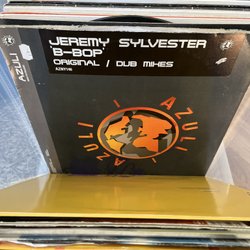 JEREMY SYLVESTER
B-BOP
ORIGINAL / DUB MIXES
AZULI
AZULI
AZULI